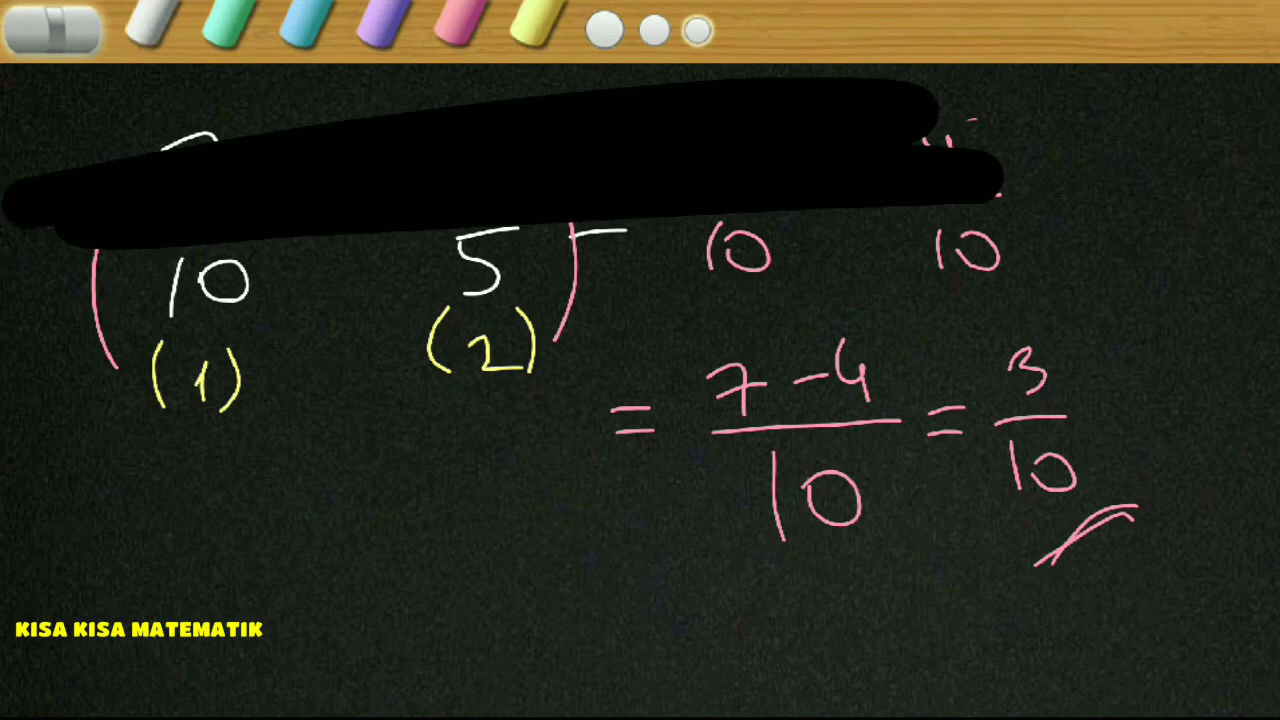 10 5 10 10
(1) (2)
= 7 - 4 / 10 = 3 / 10
KISA KISA MATEMATIK